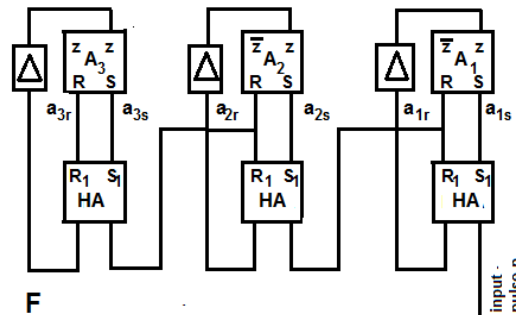 z z z̅ z z̅ z
A3 A2 A1
R S R S R S
a3r a3s a2r a2s a1r a1s
R1 S1 R1 S1 R1 S1
HA HA HA
F
input
pulse p